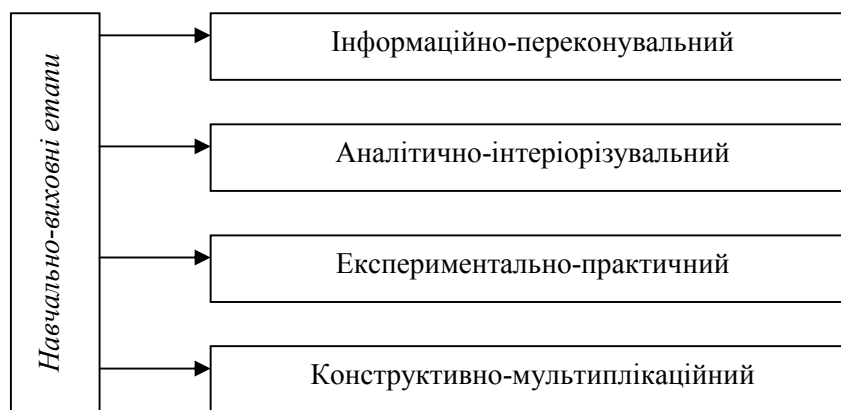 Навчально-виховні етапи
Інформаційно-переконувальний
Аналітично-інтеріорізувальний
Експериментально-практичний
Конструктивно-мультиплікаційний